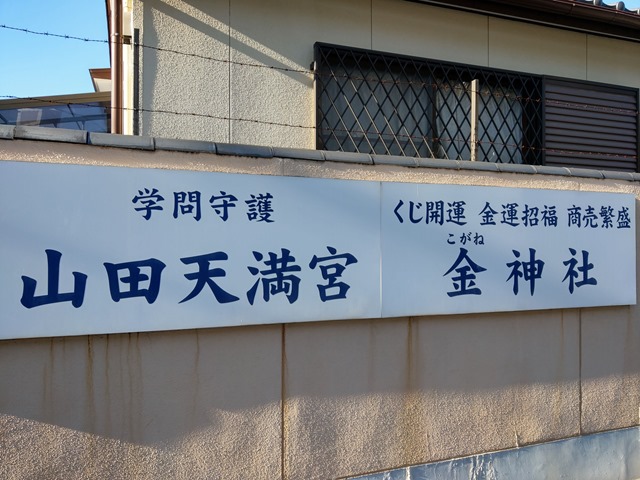 学問守護
山田天満宮
くじ開運 金運招福 商売繁盛
こがね
金神社